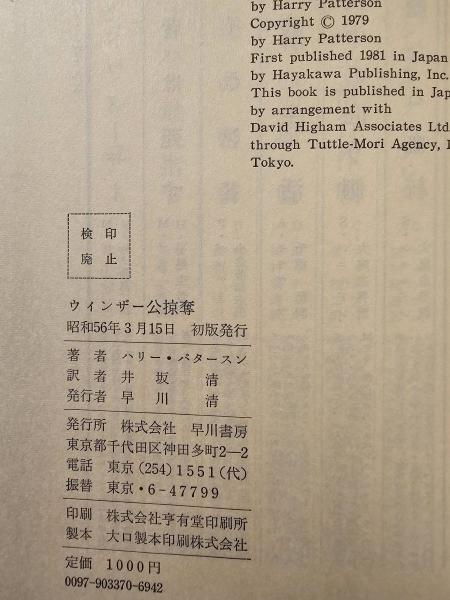 by Harry Patterson
Copyright © 1979
by Harry Patterson
First published 1981 in Japan
by Hayakawa Publishing, Inc.
This book is published in Jap
by arrangement with
David Higham Associates Ltd
through Tuttle-Mori Agency, I
Tokyo.
検印
廃止
ウィンザー公掠奪
昭和56年3月15日 初版発行
著者 ハリー・パタースン
訳者 井坂清
発行者 早川清
発行所 株式会社 早川書房
東京都千代田区神田多町2—2
電話 東京(254)1551(代)
振替 東京・6-47799
印刷 株式会社亨有堂印刷所
製本 大口製本印刷株式会社
定価 1000円
0097-903370-6942